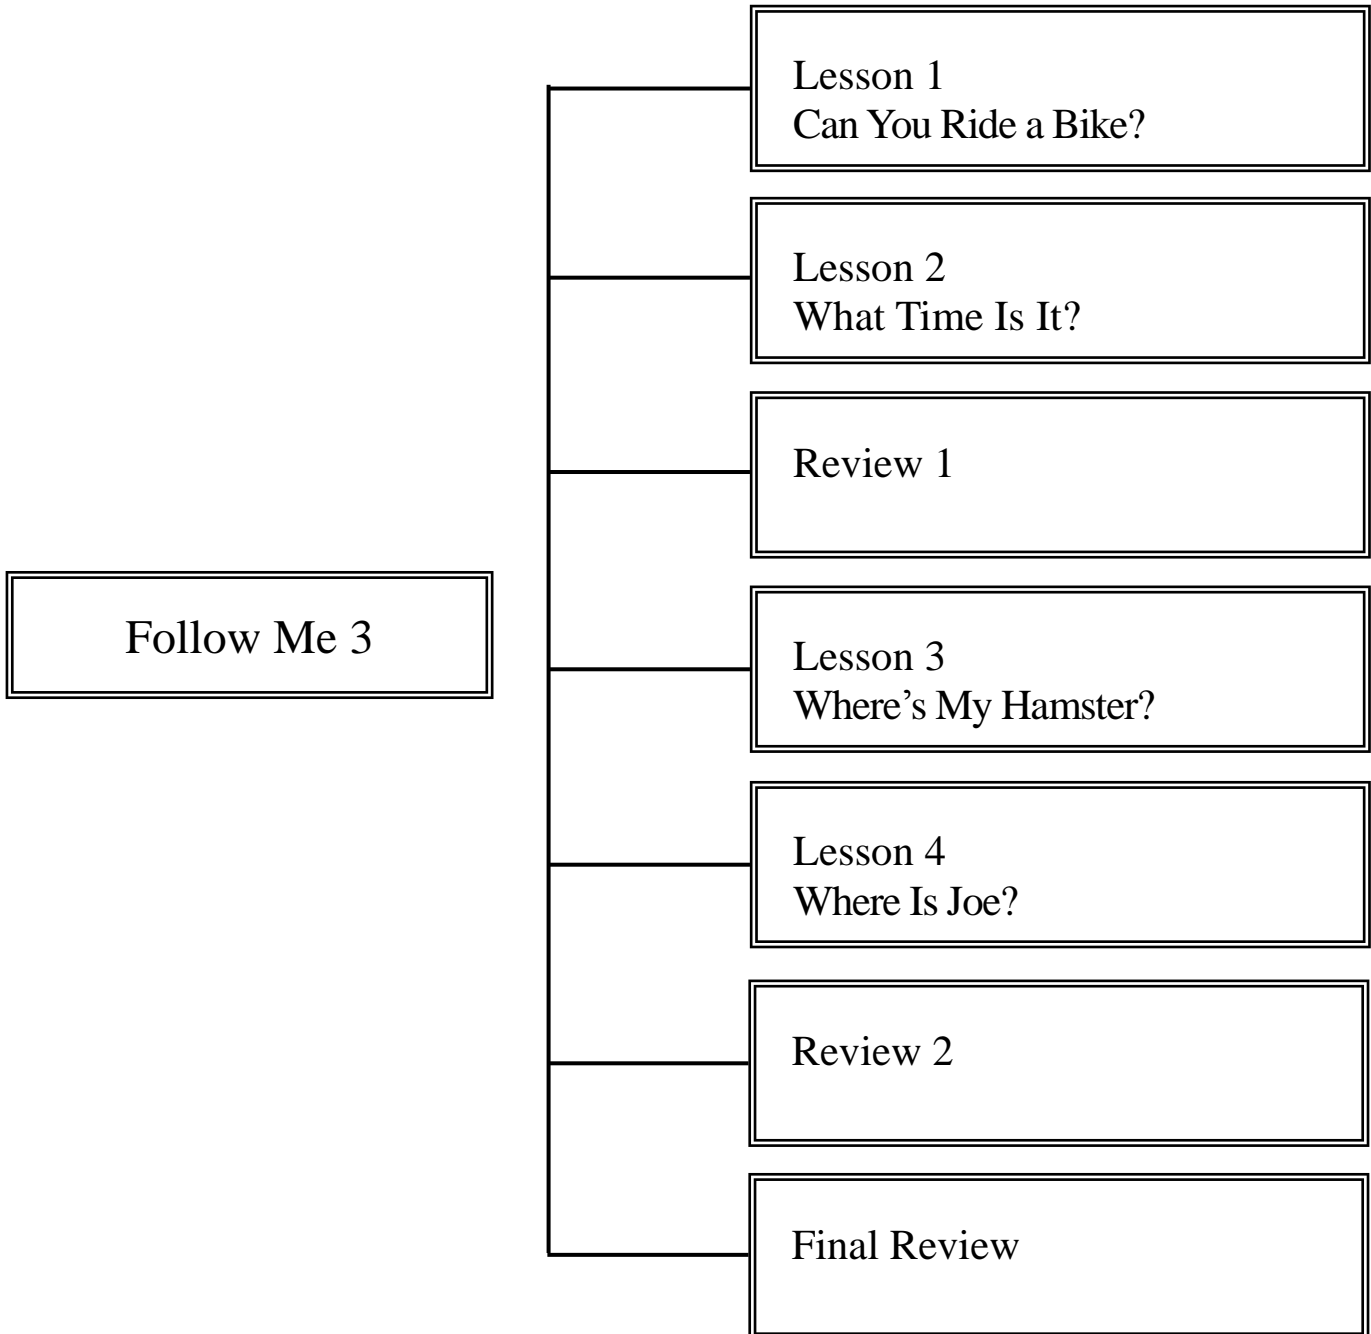 Follow Me 3
Lesson 1
Can You Ride a Bike?
Lesson 2
What Time Is It?
Review 1
Lesson 3
Where’s My Hamster?
Lesson 4
Where Is Joe?
Review 2
Final Review